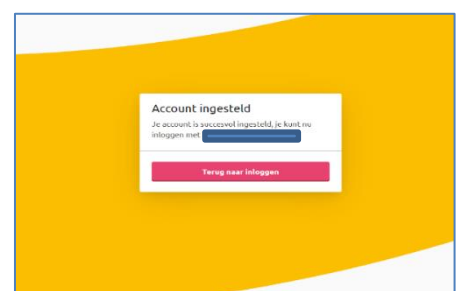 Account ingesteld
Je account is succesvol ingesteld, je kunt nu
inloggen met
Terug naar inloggen